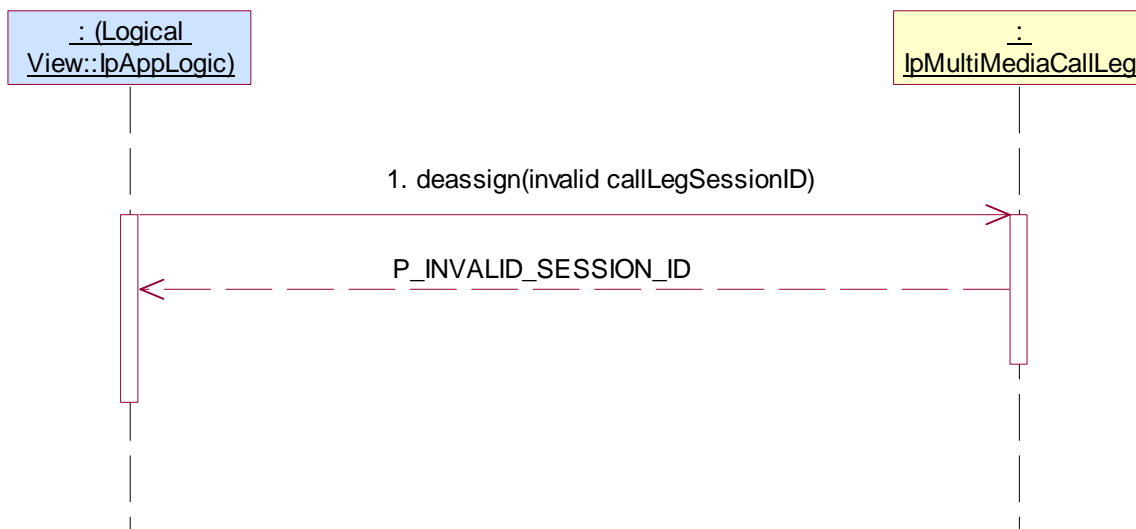 : (Logical
View::IpAppLogic)
:
IpMultiMediaCallLeg
1. deassign(invalid callLegSessionID)
P_INVALID_SESSION_ID